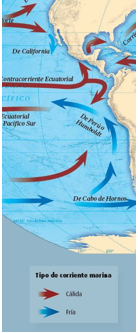 De California
Contracorriente Ecuatorial
Ecuatorial
Pacífico Sur
De Perú o
Humboldt
De Cabo de Hornos
Tipo de corriente marina
Cálida
Fría